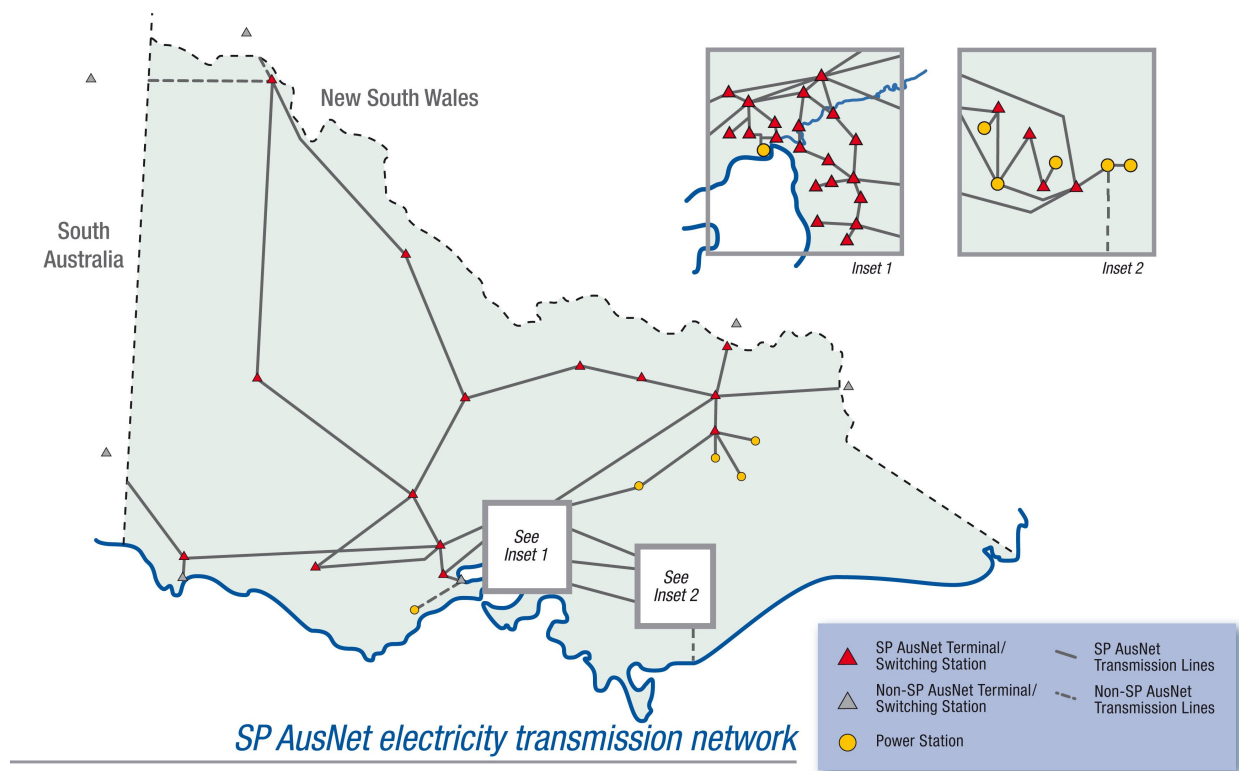 New South Wales
South
Australia
Inset 1
Inset 2
See
Inset 1
See
Inset 2
SP AusNet Terminal/
Switching Station
SP AusNet
Transmission Lines
Non-SP AusNet Terminal/
Switching Station
Non-SP AusNet
Transmission Lines
Power Station
SP AusNet electricity transmission network